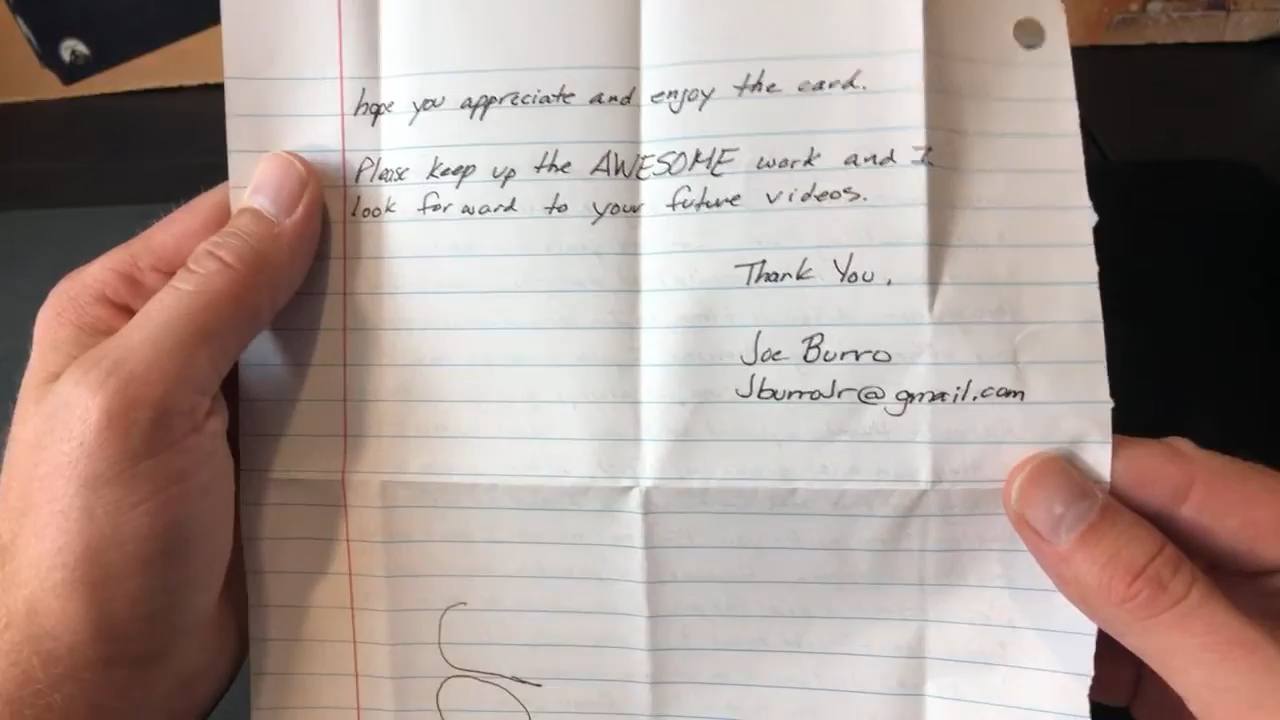 hope you appreciate and enjoy the card.
Please keep up the AWESOME work and I
look forward to your future videos.
Thank You,
Joe Burro
JburroJr@gmail.com